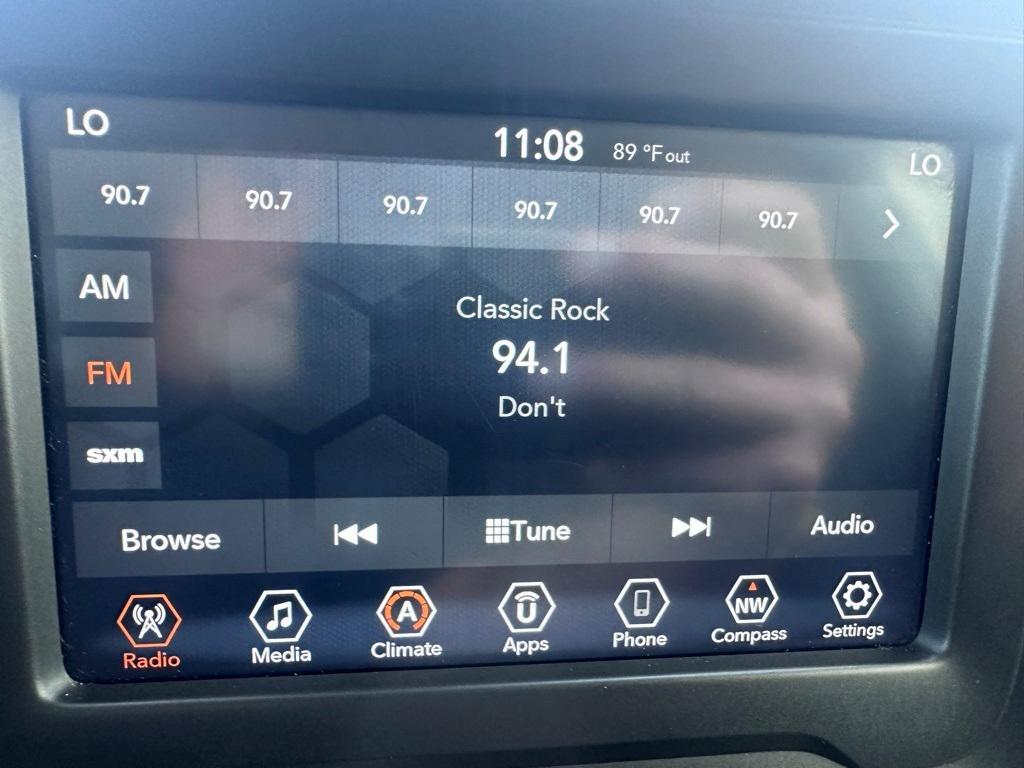 LO 11:08 89 °F out LO
90.7 90.7 90.7 90.7 90.7 90.7
AM
Classic Rock
94.1
FM
Don't
sxm
Browse Tune Audio
A U NW
Radio Media Climate Apps Phone Compass Settings